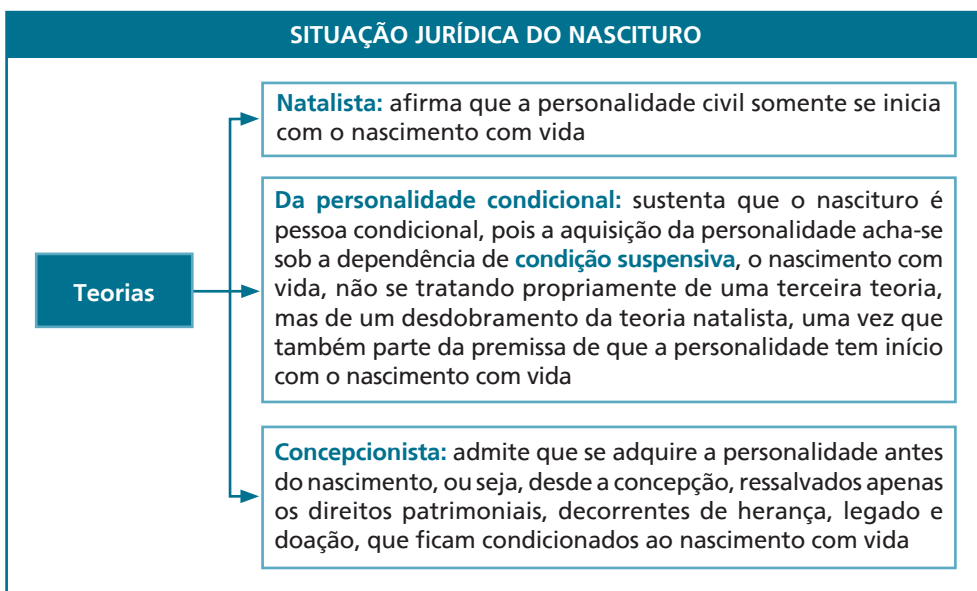 SITUAÇÃO JURÍDICA DO NASCITURO
Natalista: afirma que a personalidade civil somente se inicia
com o nascimento com vida
Da personalidade condicional: sustenta que o nascituro é
pessoa condicional, pois a aquisição da personalidade acha-se
sob a dependência de condição suspensiva, o nascimento com
vida, não se tratando propriamente de uma terceira teoria,
mas de um desdobramento da teoria natalista, uma vez que
também parte da premissa de que a personalidade tem início
com o nascimento com vida
Teorias
Concepcionista: admite que se adquire a personalidade antes
do nascimento, ou seja, desde a concepção, ressalvados apenas
os direitos patrimoniais, decorrentes de herança, legado e
doação, que ficam condicionados ao nascimento com vida